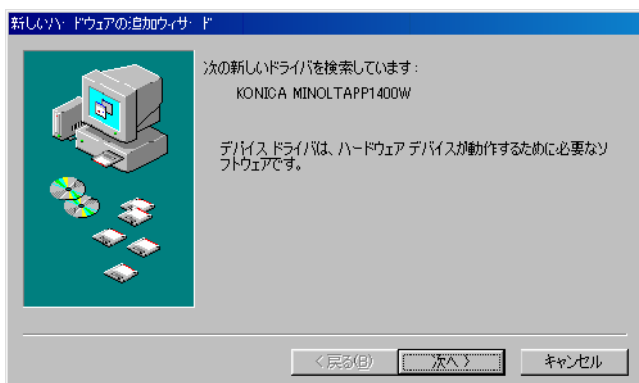 新しいハードウェアの追加ウィザード
次の新しいドライバを検索しています:
KONICA MINOLTAPP1400W
デバイス ドライバは、ハードウェア デバイスが動作するために必要なソ
フトウェアです。
< 戻る(B)
次へ >
キャンセル